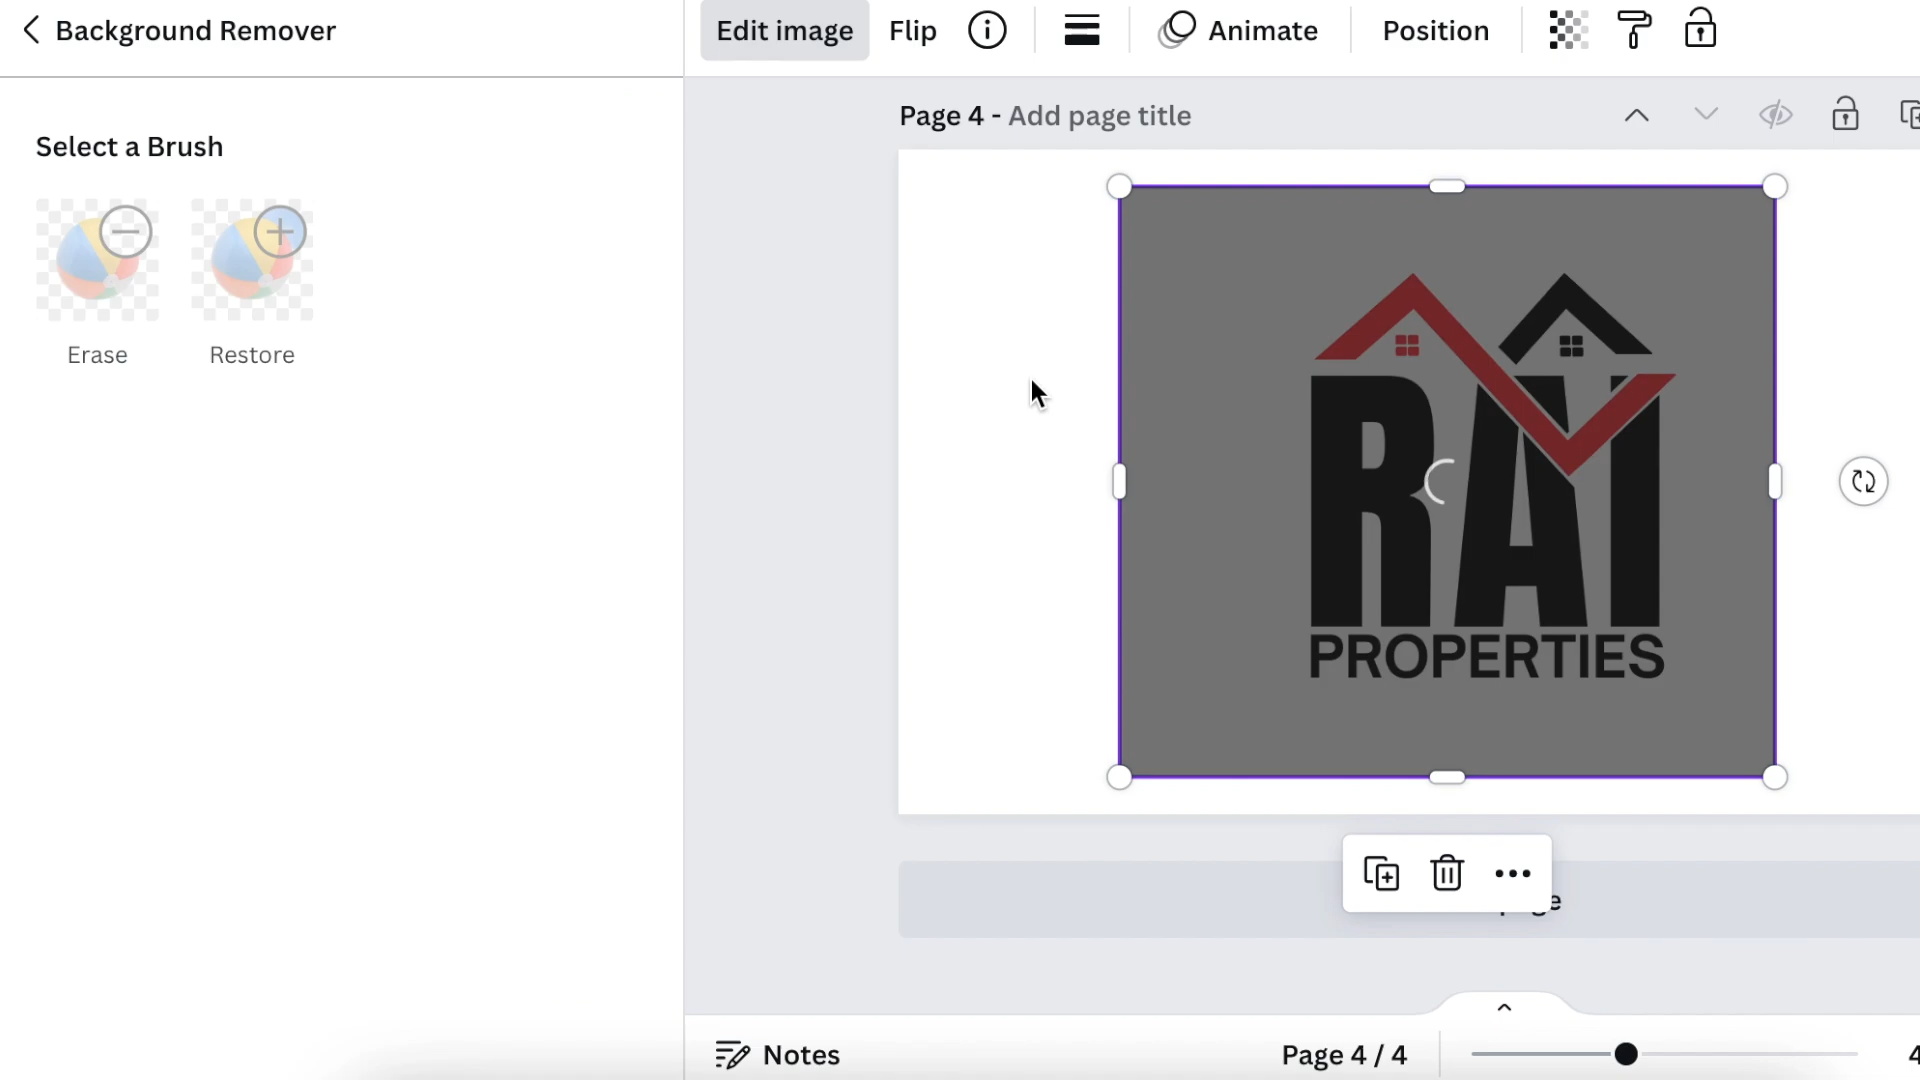 Background Remover
Edit image
Flip
Animate
Position
Select a Brush
Erase
Restore
Page 4 - Add page title
RAI
PROPERTIES
Notes
Page 4 / 4
4